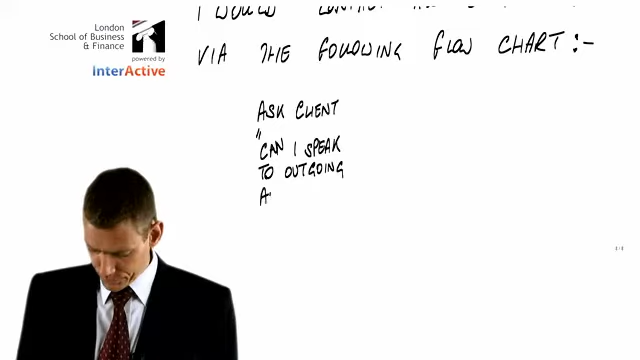 London
School of Business
& Finance
powered by
InterActive
I WOULD
VIA THE FOLLOWING FLOW CHART :-
ASK CLIENT
"CAN I SPEAK
TO OUTGOING
A